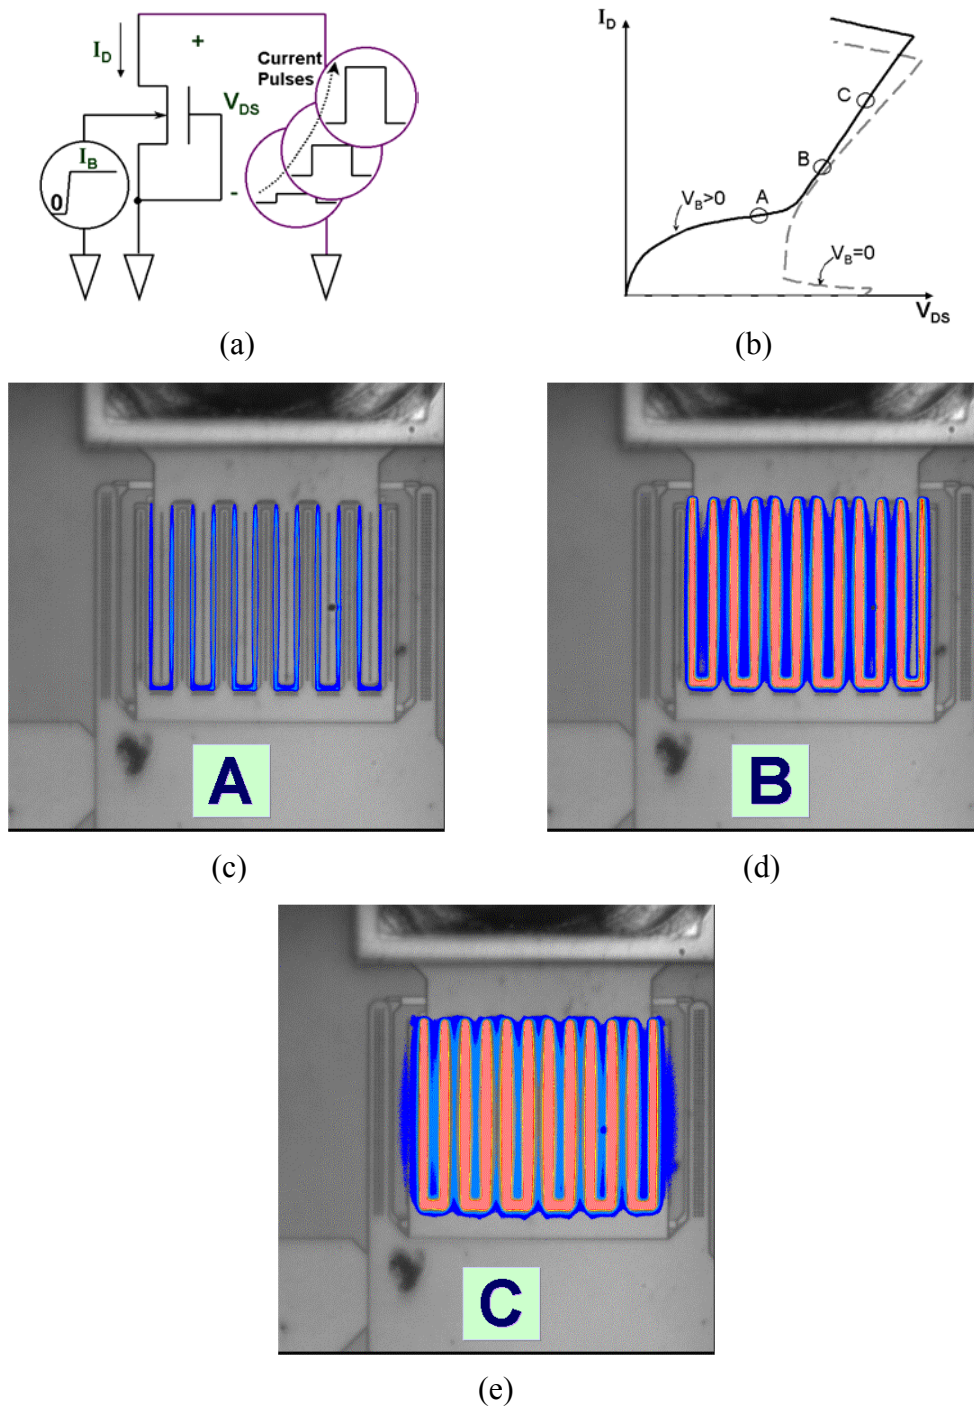 I_D
+
Current
Pulses
V_DS
I_B
0
-
(a)
I_D
C
B
A
V_B>0
V_B=0
V_DS
(b)
A
(c)
B
(d)
C
(e)